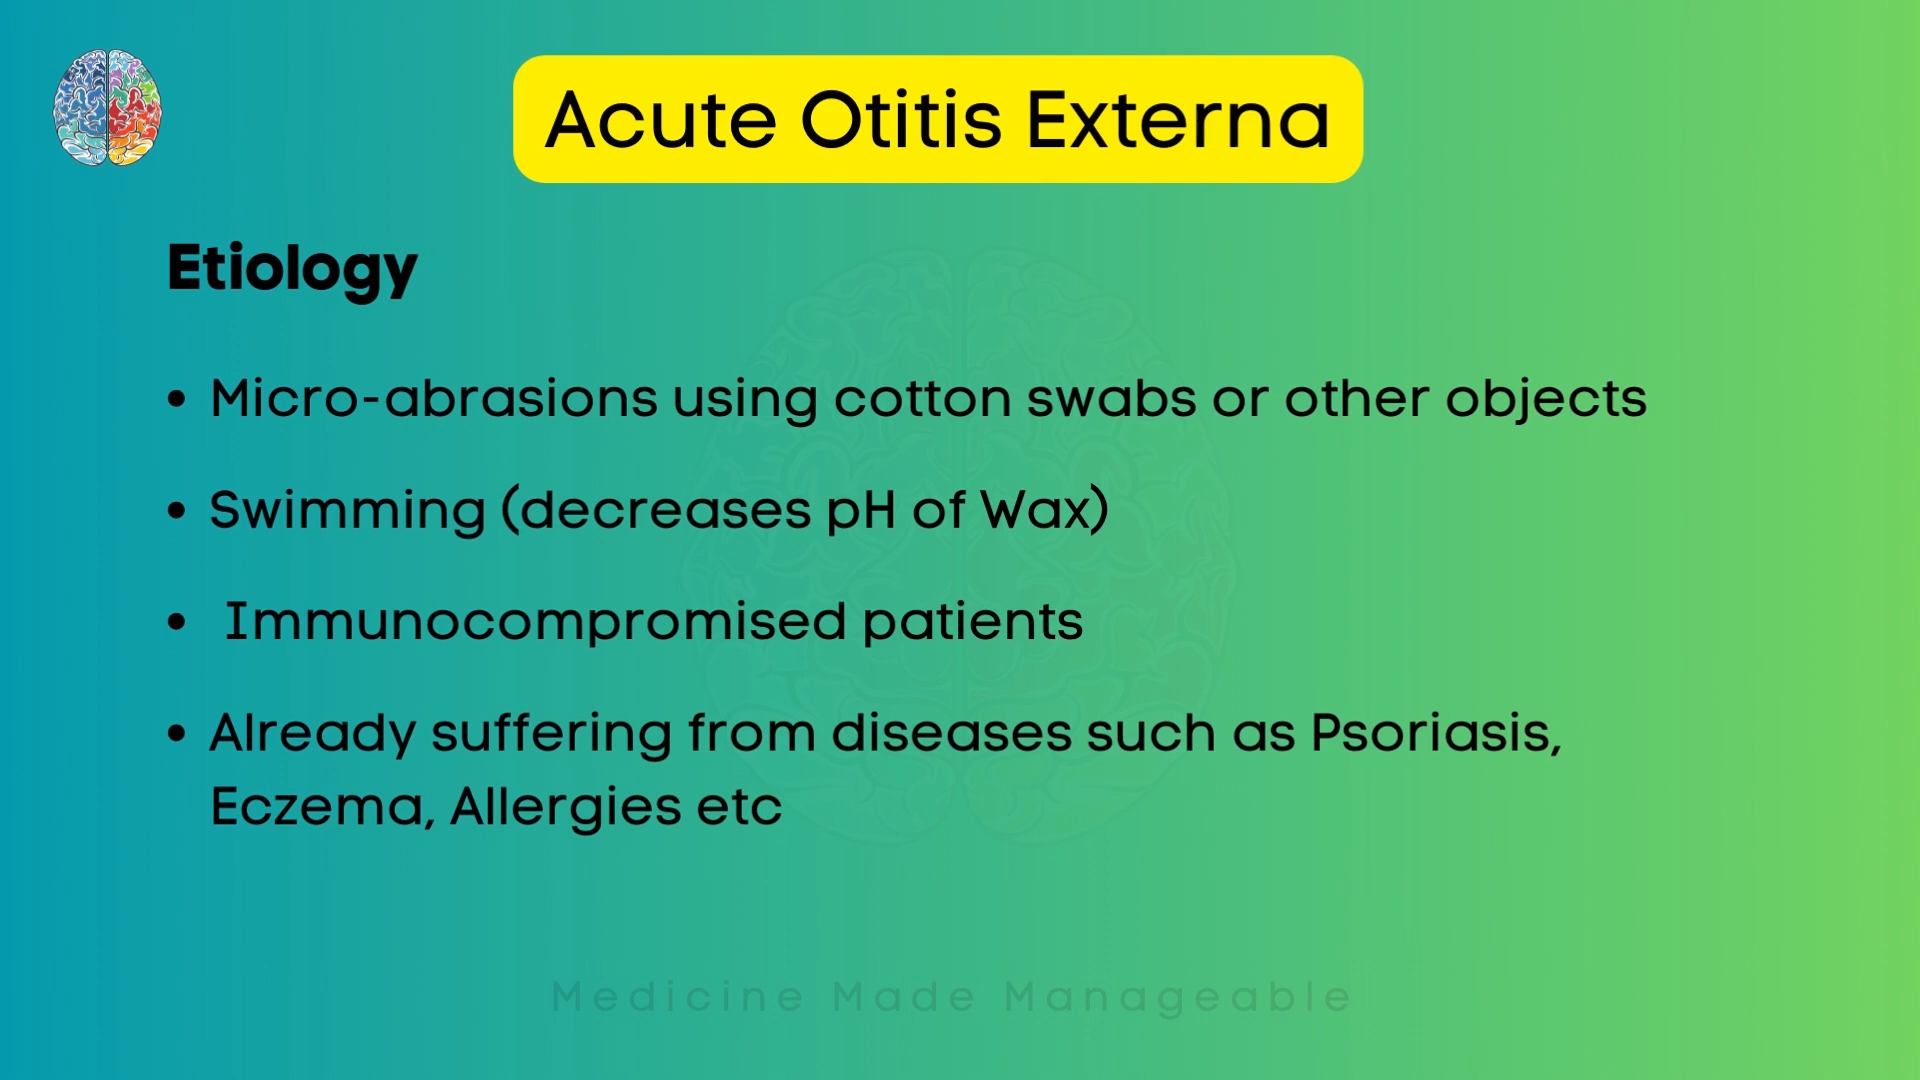 Acute Otitis Externa
Etiology
• Micro-abrasions using cotton swabs or other objects
• Swimming (decreases pH of Wax)
• Immunocompromised patients
• Already suffering from diseases such as Psoriasis,
Eczema, Allergies etc
Medicine Made Manageable